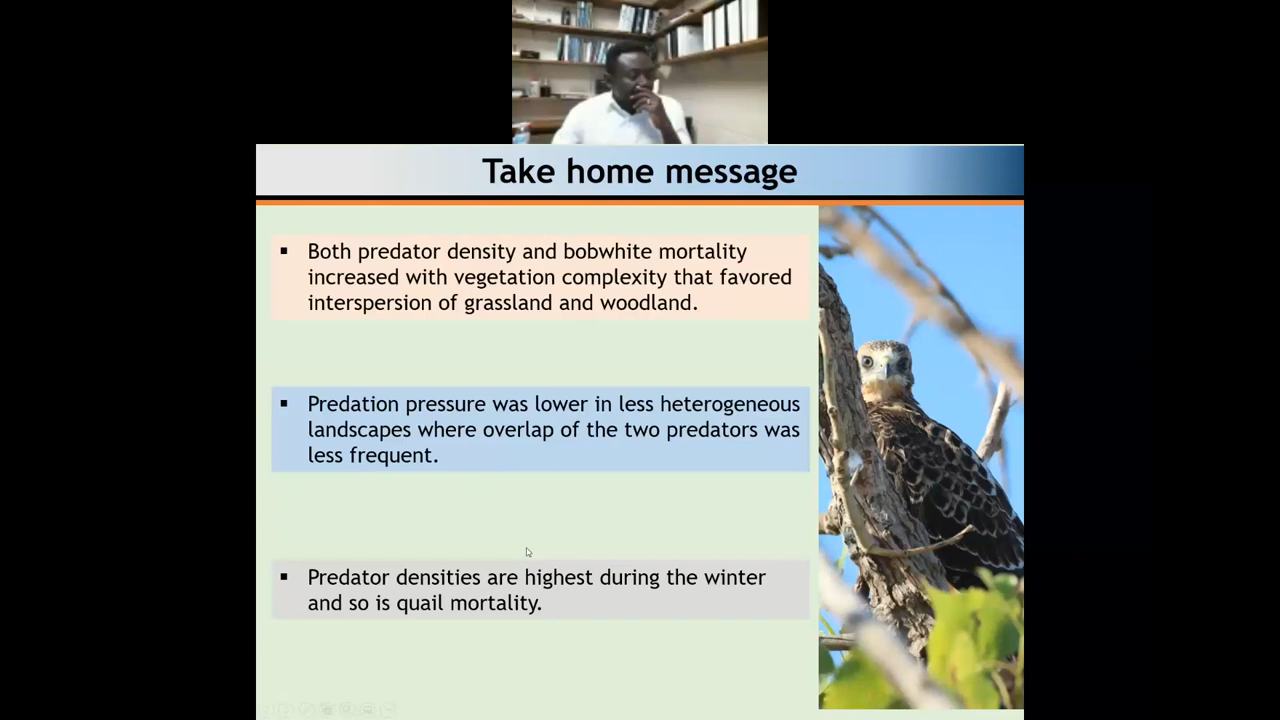 Take home message
▪ Both predator density and bobwhite mortality
increased with vegetation complexity that favored
interspersion of grassland and woodland.
▪ Predation pressure was lower in less heterogeneous
landscapes where overlap of the two predators was
less frequent.
▪ Predator densities are highest during the winter
and so is quail mortality.